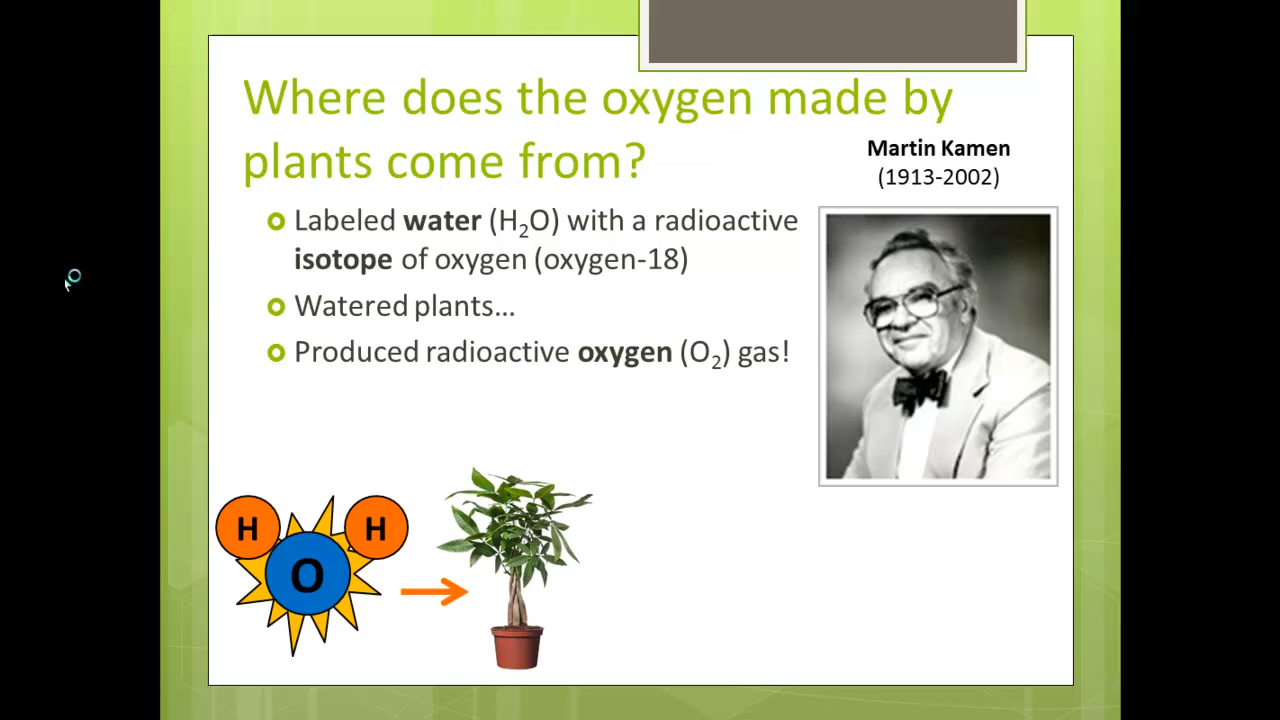 Where does the oxygen made by
plants come from?
Martin Kamen
(1913-2002)
Labeled water (H₂O) with a radioactive
isotope of oxygen (oxygen-18)
Watered plants...
Produced radioactive oxygen (O₂) gas!
H H
O